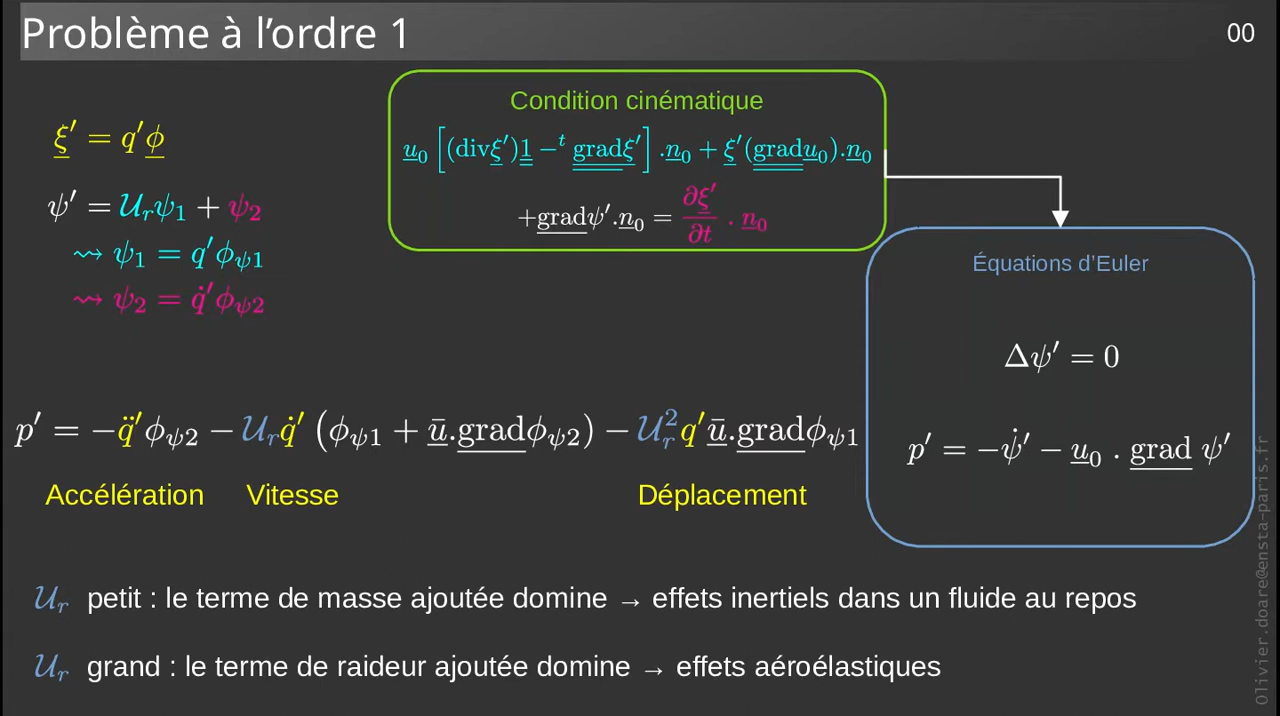 Problème à l'ordre 1
00
ξ′ = q′ϕ
ψ′ = 𝒰ᵣψ₁ + ψ₂
⇝ ψ₁ = q′ϕ_ψ1
⇝ ψ₂ = q̇′ϕ_ψ2
Condition cinématique
u₀ [(divξ′)1 −ᵗ gradξ′] .n₀ + ξ′(gradu₀).n₀
+gradψ′.n₀ = ∂ξ′/∂t . n₀
Équations d'Euler
Δψ′ = 0
p′ = −ψ̇′ − u₀ . grad ψ′
p′ = −q̈′ϕ_ψ2 − 𝒰ᵣq̇′ (ϕ_ψ1 + ū.gradϕ_ψ2) − 𝒰ᵣ²q′ ū.gradϕ_ψ1
Accélération Vitesse Déplacement
𝒰ᵣ petit : le terme de masse ajoutée domine → effets inertiels dans un fluide au repos
𝒰ᵣ grand : le terme de raideur ajoutée domine → effets aéroélastiques
Olivier.doare@ensta-paris.fr